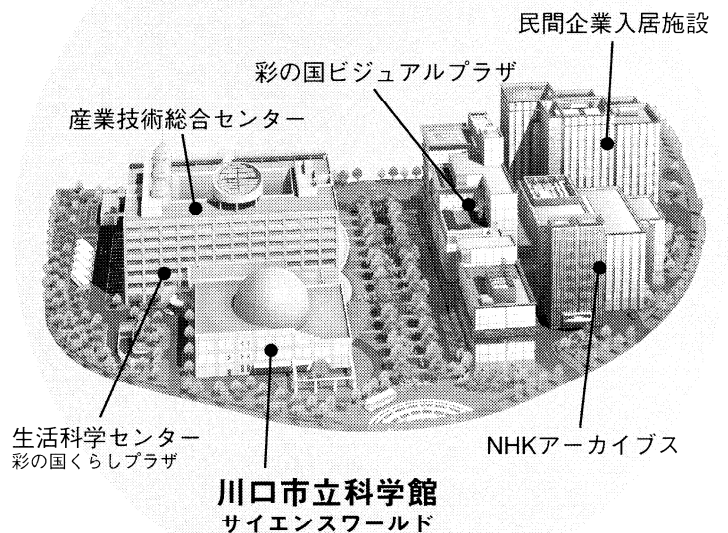 民間企業入居施設
彩の国ビジュアルプラザ
産業技術総合センター
生活科学センター
彩の国くらしプラザ
NHKアーカイブス
川口市立科学館
サイエンスワールド